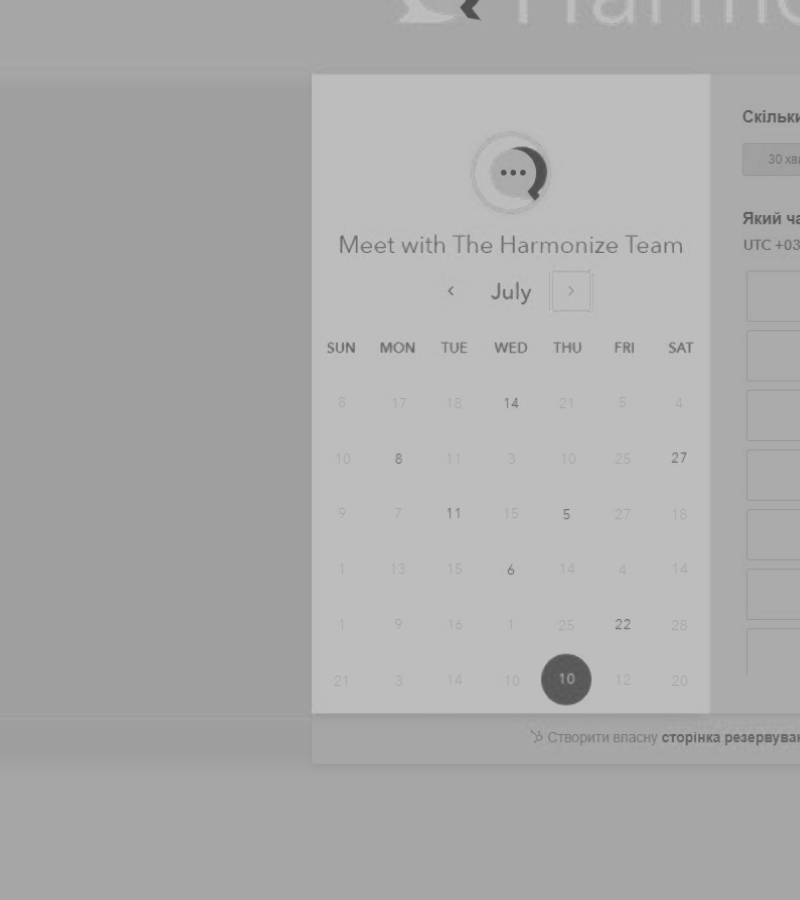 Harmo
Meet with The Harmonize Team
‹ July ›
SUN MON TUE WED THU FRI SAT
8 17 18 14 21 5 4
10 8 11 3 10 25 27
9 7 11 15 5 27 18
1 13 15 6 14 4 14
1 9 16 1 25 22 28
21 3 14 10 10 12 20
Скільки
30 хви
Який ча
UTC +03
Створити власну сторінка резервуван